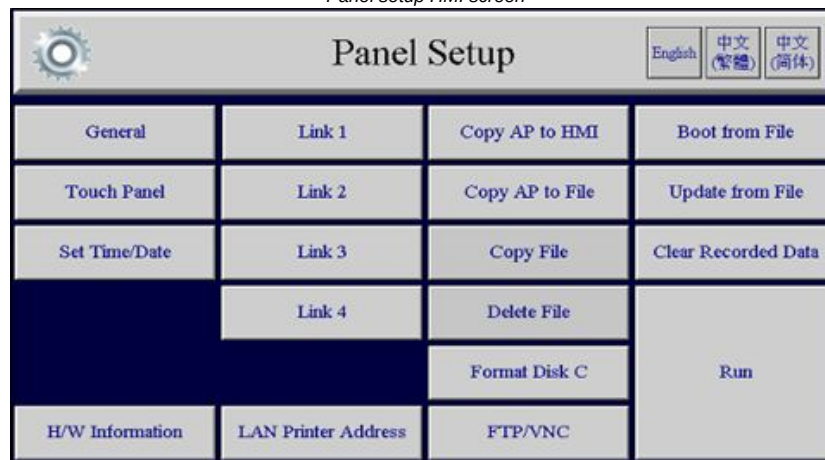 Panel setup HMI screen
Panel Setup
English
中文
(繁體)
中文
(简体)
General
Link 1
Copy AP to HMI
Boot from File
Touch Panel
Link 2
Copy AP to File
Update from File
Set Time/Date
Link 3
Copy File
Clear Recorded Data
Link 4
Delete File
Format Disk C
Run
H/W Information
LAN Printer Address
FTP/VNC